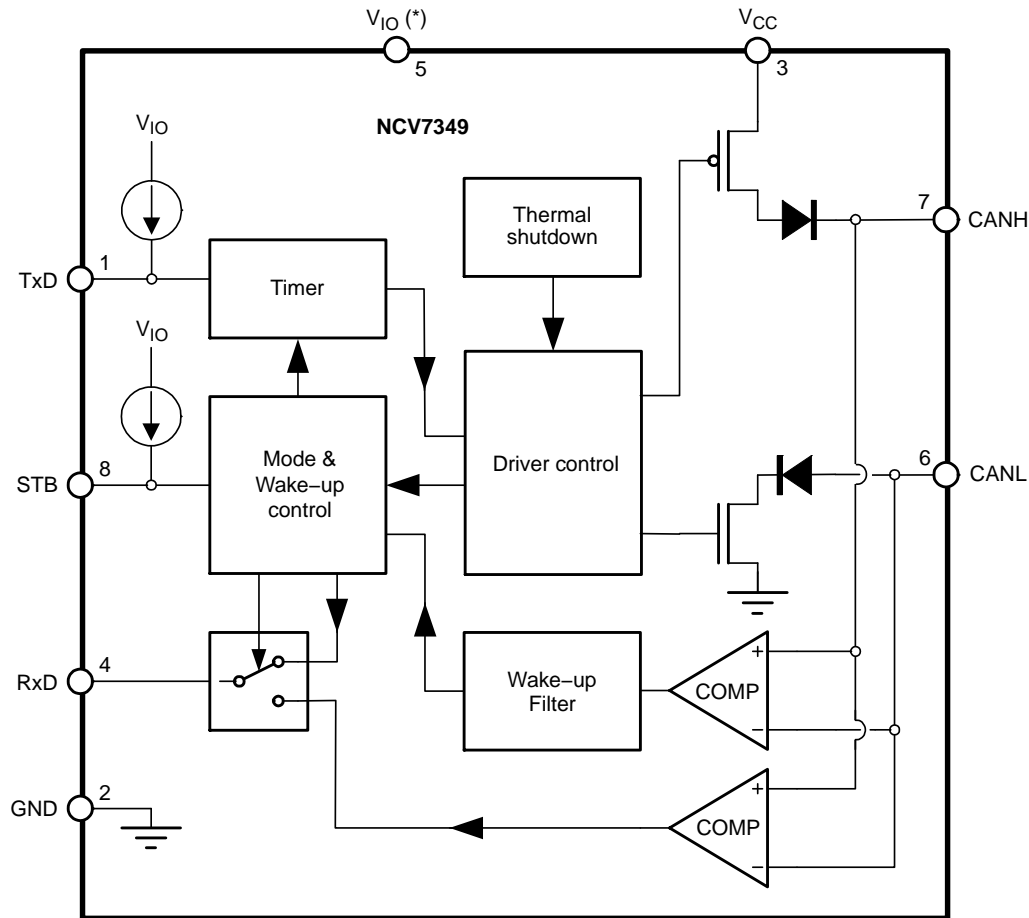 V_IO (*)
V_CC
5
3
NCV7349
V_IO
Thermal
shutdown
7
CANH
1
TxD
Timer
V_IO
8
STB
Mode &
Wake−up
control
Driver control
6
CANL
4
RxD
Wake−up
Filter
+
COMP
−
2
GND
+
COMP
−